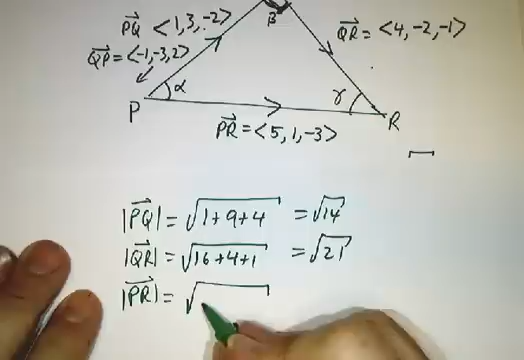 PQ <1,3,-2>
β
QR = <4,-2,-1>
QP = <-1,-3,2>
α
γ
P
R
PR = <5,1,-3>
|PQ| = √1+9+4 = √14
|QR| = √16+4+1 = √21
|PR| = √